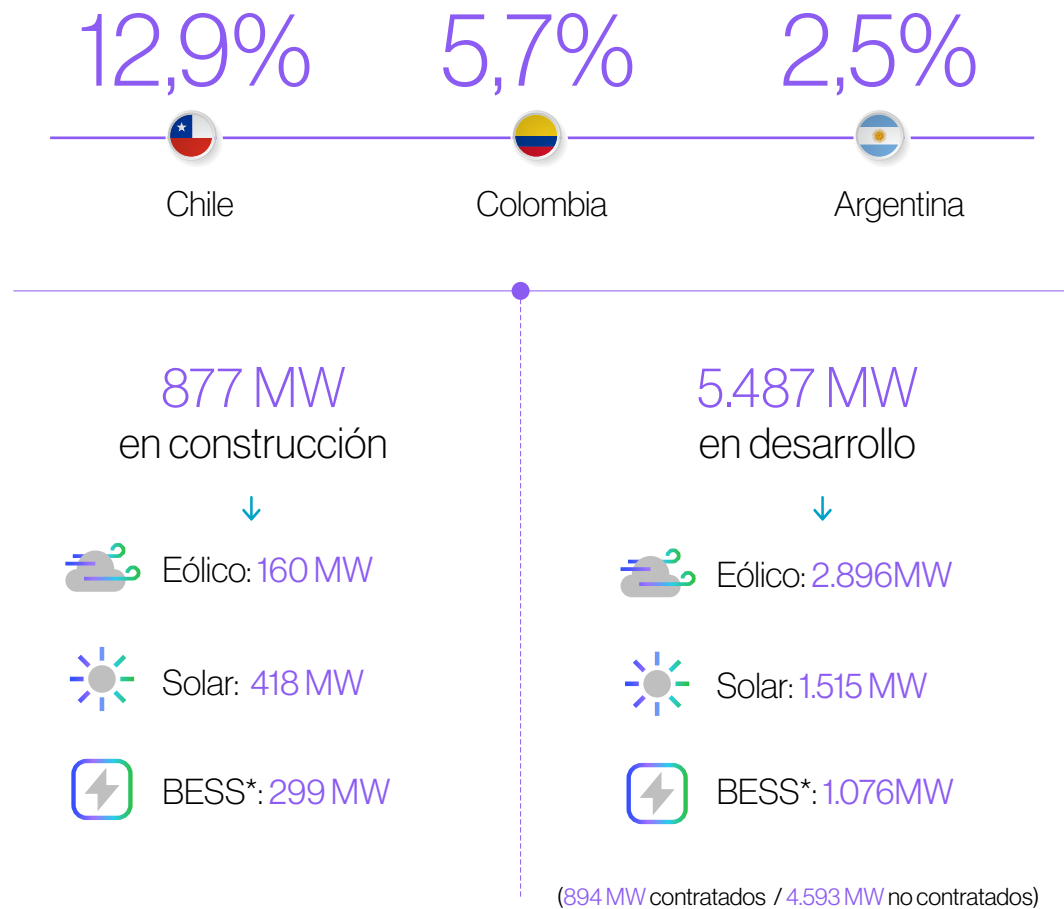 12,9% 5,7% 2,5%
Chile Colombia Argentina
877 MW
en construcción
Eólico: 160 MW
Solar: 418 MW
BESS*: 299 MW
5.487 MW
en desarrollo
Eólico: 2.896MW
Solar: 1.515 MW
BESS*: 1.076MW
(894 MW contratados / 4.593 MW no contratados)